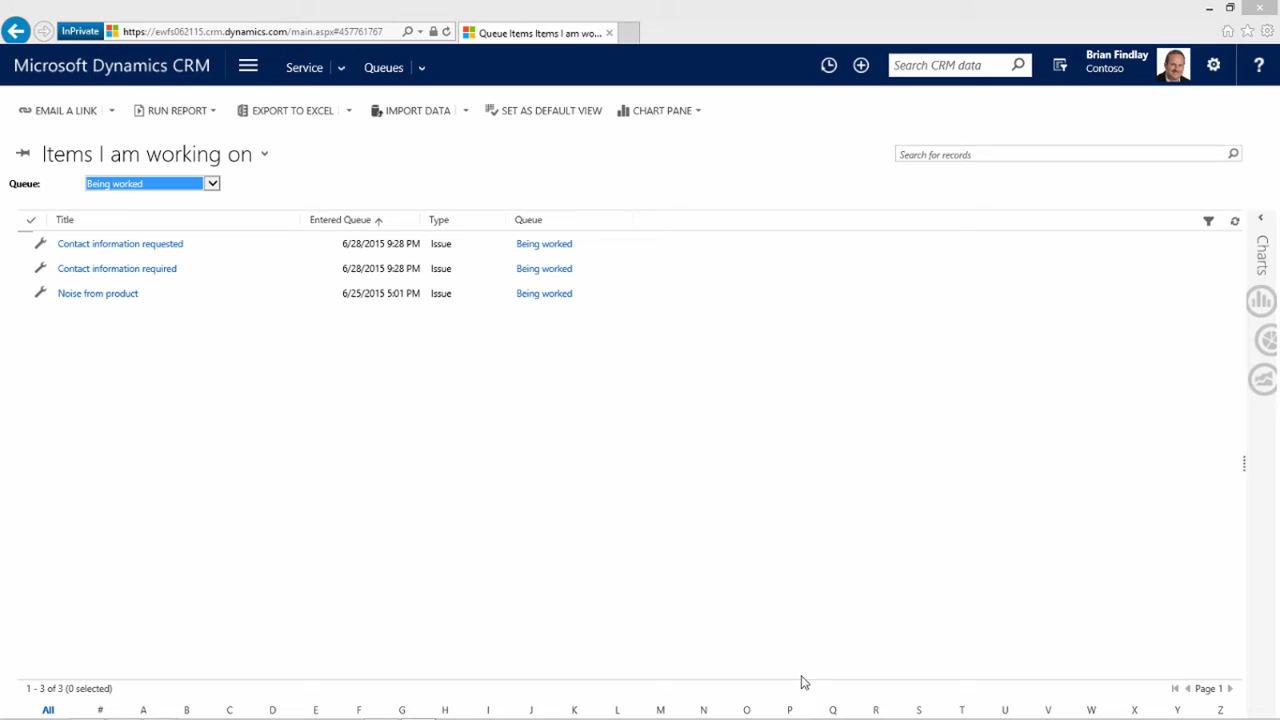 InPrivate https://ewfs062115.crm.dynamics.com/main.aspx#457761767 Queue Items Items I am wo...
Microsoft Dynamics CRM Service Queues Search CRM data Brian Findlay
Contoso
EMAIL A LINK RUN REPORT EXPORT TO EXCEL IMPORT DATA SET AS DEFAULT VIEW CHART PANE
Items I am working on Search for records
Queue: Being worked
Title Entered Queue Type Queue
Contact information requested 6/28/2015 9:28 PM Issue Being worked
Contact information required 6/28/2015 9:28 PM Issue Being worked
Noise from product 6/25/2015 5:01 PM Issue Being worked
Charts
1 - 3 of 3 (0 selected) Page 1
All # A B C D E F G H I J K L M N O P Q R S T U V W X Y Z